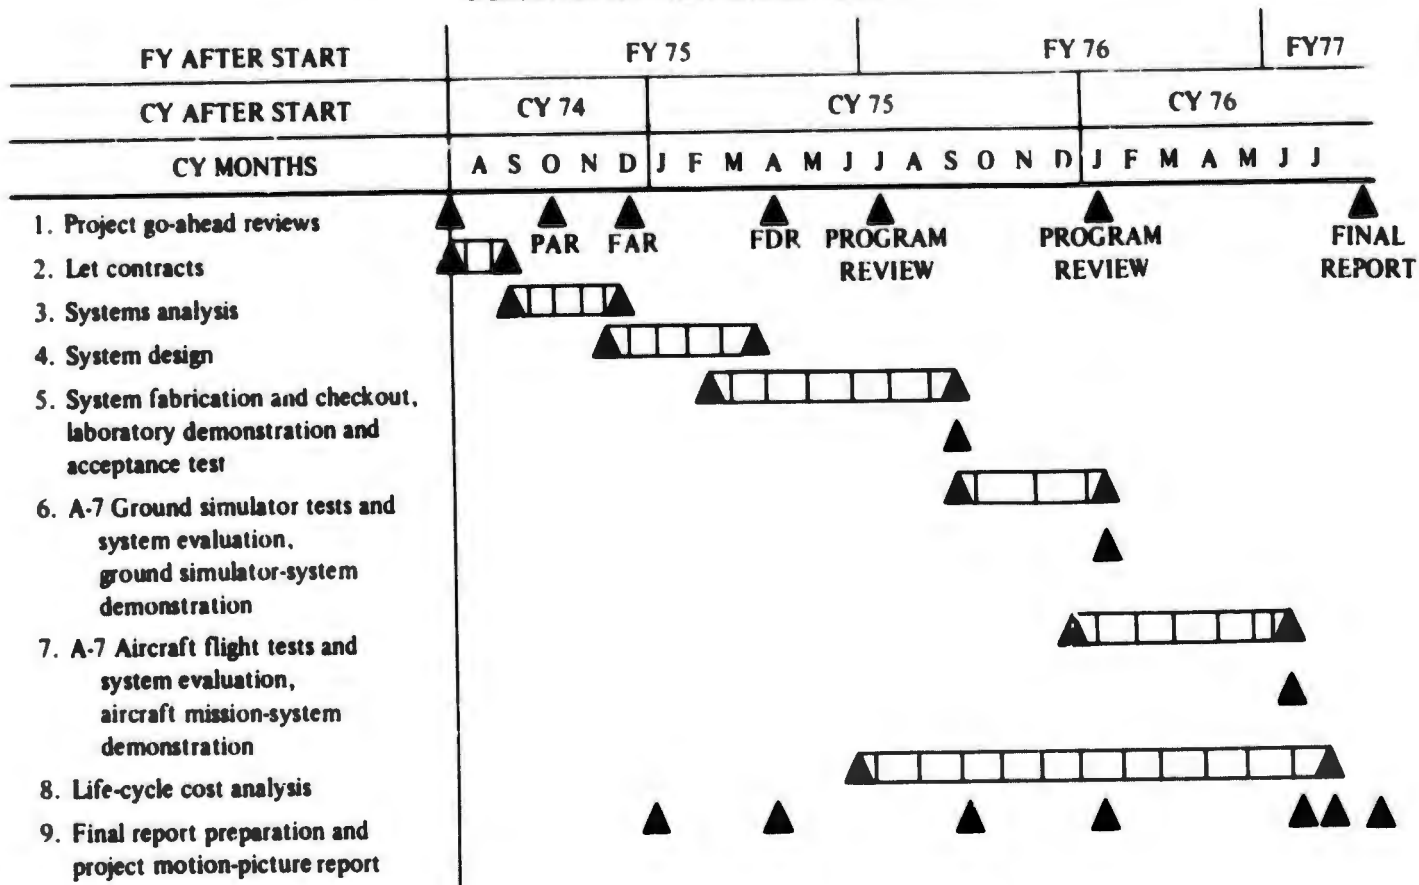 FY AFTER START FY 75 FY 76 FY77
CY AFTER START CY 74 CY 75 CY 76
CY MONTHS A S O N D J F M A M J J A S O N D J F M A M J J
1. Project go-ahead reviews
PAR FAR FDR PROGRAM REVIEW PROGRAM REVIEW FINAL REPORT
2. Let contracts
3. Systems analysis
4. System design
5. System fabrication and checkout,
laboratory demonstration and
acceptance test
6. A-7 Ground simulator tests and
system evaluation,
ground simulator-system
demonstration
7. A-7 Aircraft flight tests and
system evaluation,
aircraft mission-system
demonstration
8. Life-cycle cost analysis
9. Final report preparation and
project motion-picture report